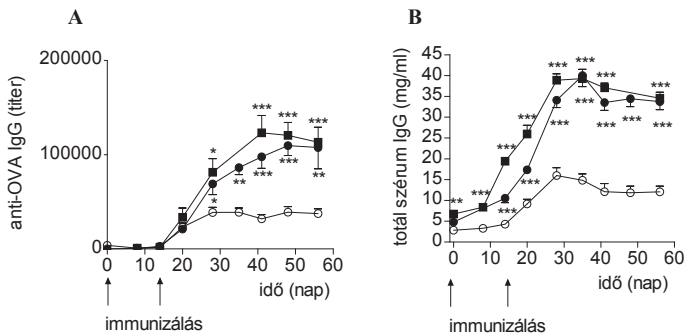 A
anti-OVA IgG (titer)
200000
100000
0
* * *** *** ***
** *** *** **
0 10 20 30 40 50 60
idő (nap)
immunizálás
B
totál szérum IgG (mg/ml)
45
40
35
30
25
20
15
10
5
0
** *** *** *** *** *** *** ***
*** *** *** *** *** *** ***
0 10 20 30 40 50 60
idő (nap)
immunizálás